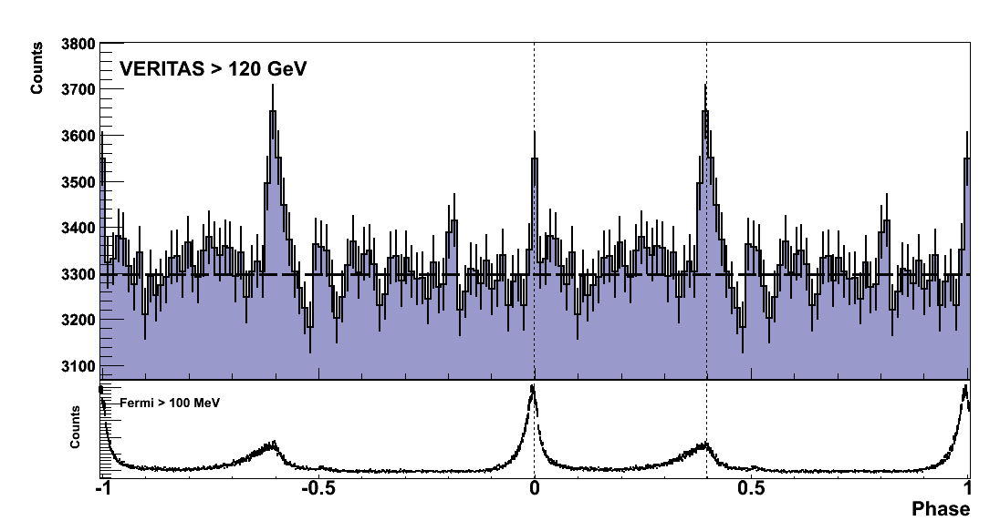 Counts
3800
VERITAS > 120 GeV
3700
3600
3500
3400
3300
3200
3100
Fermi > 100 MeV
Counts
-1 -0.5 0 0.5 1
Phase